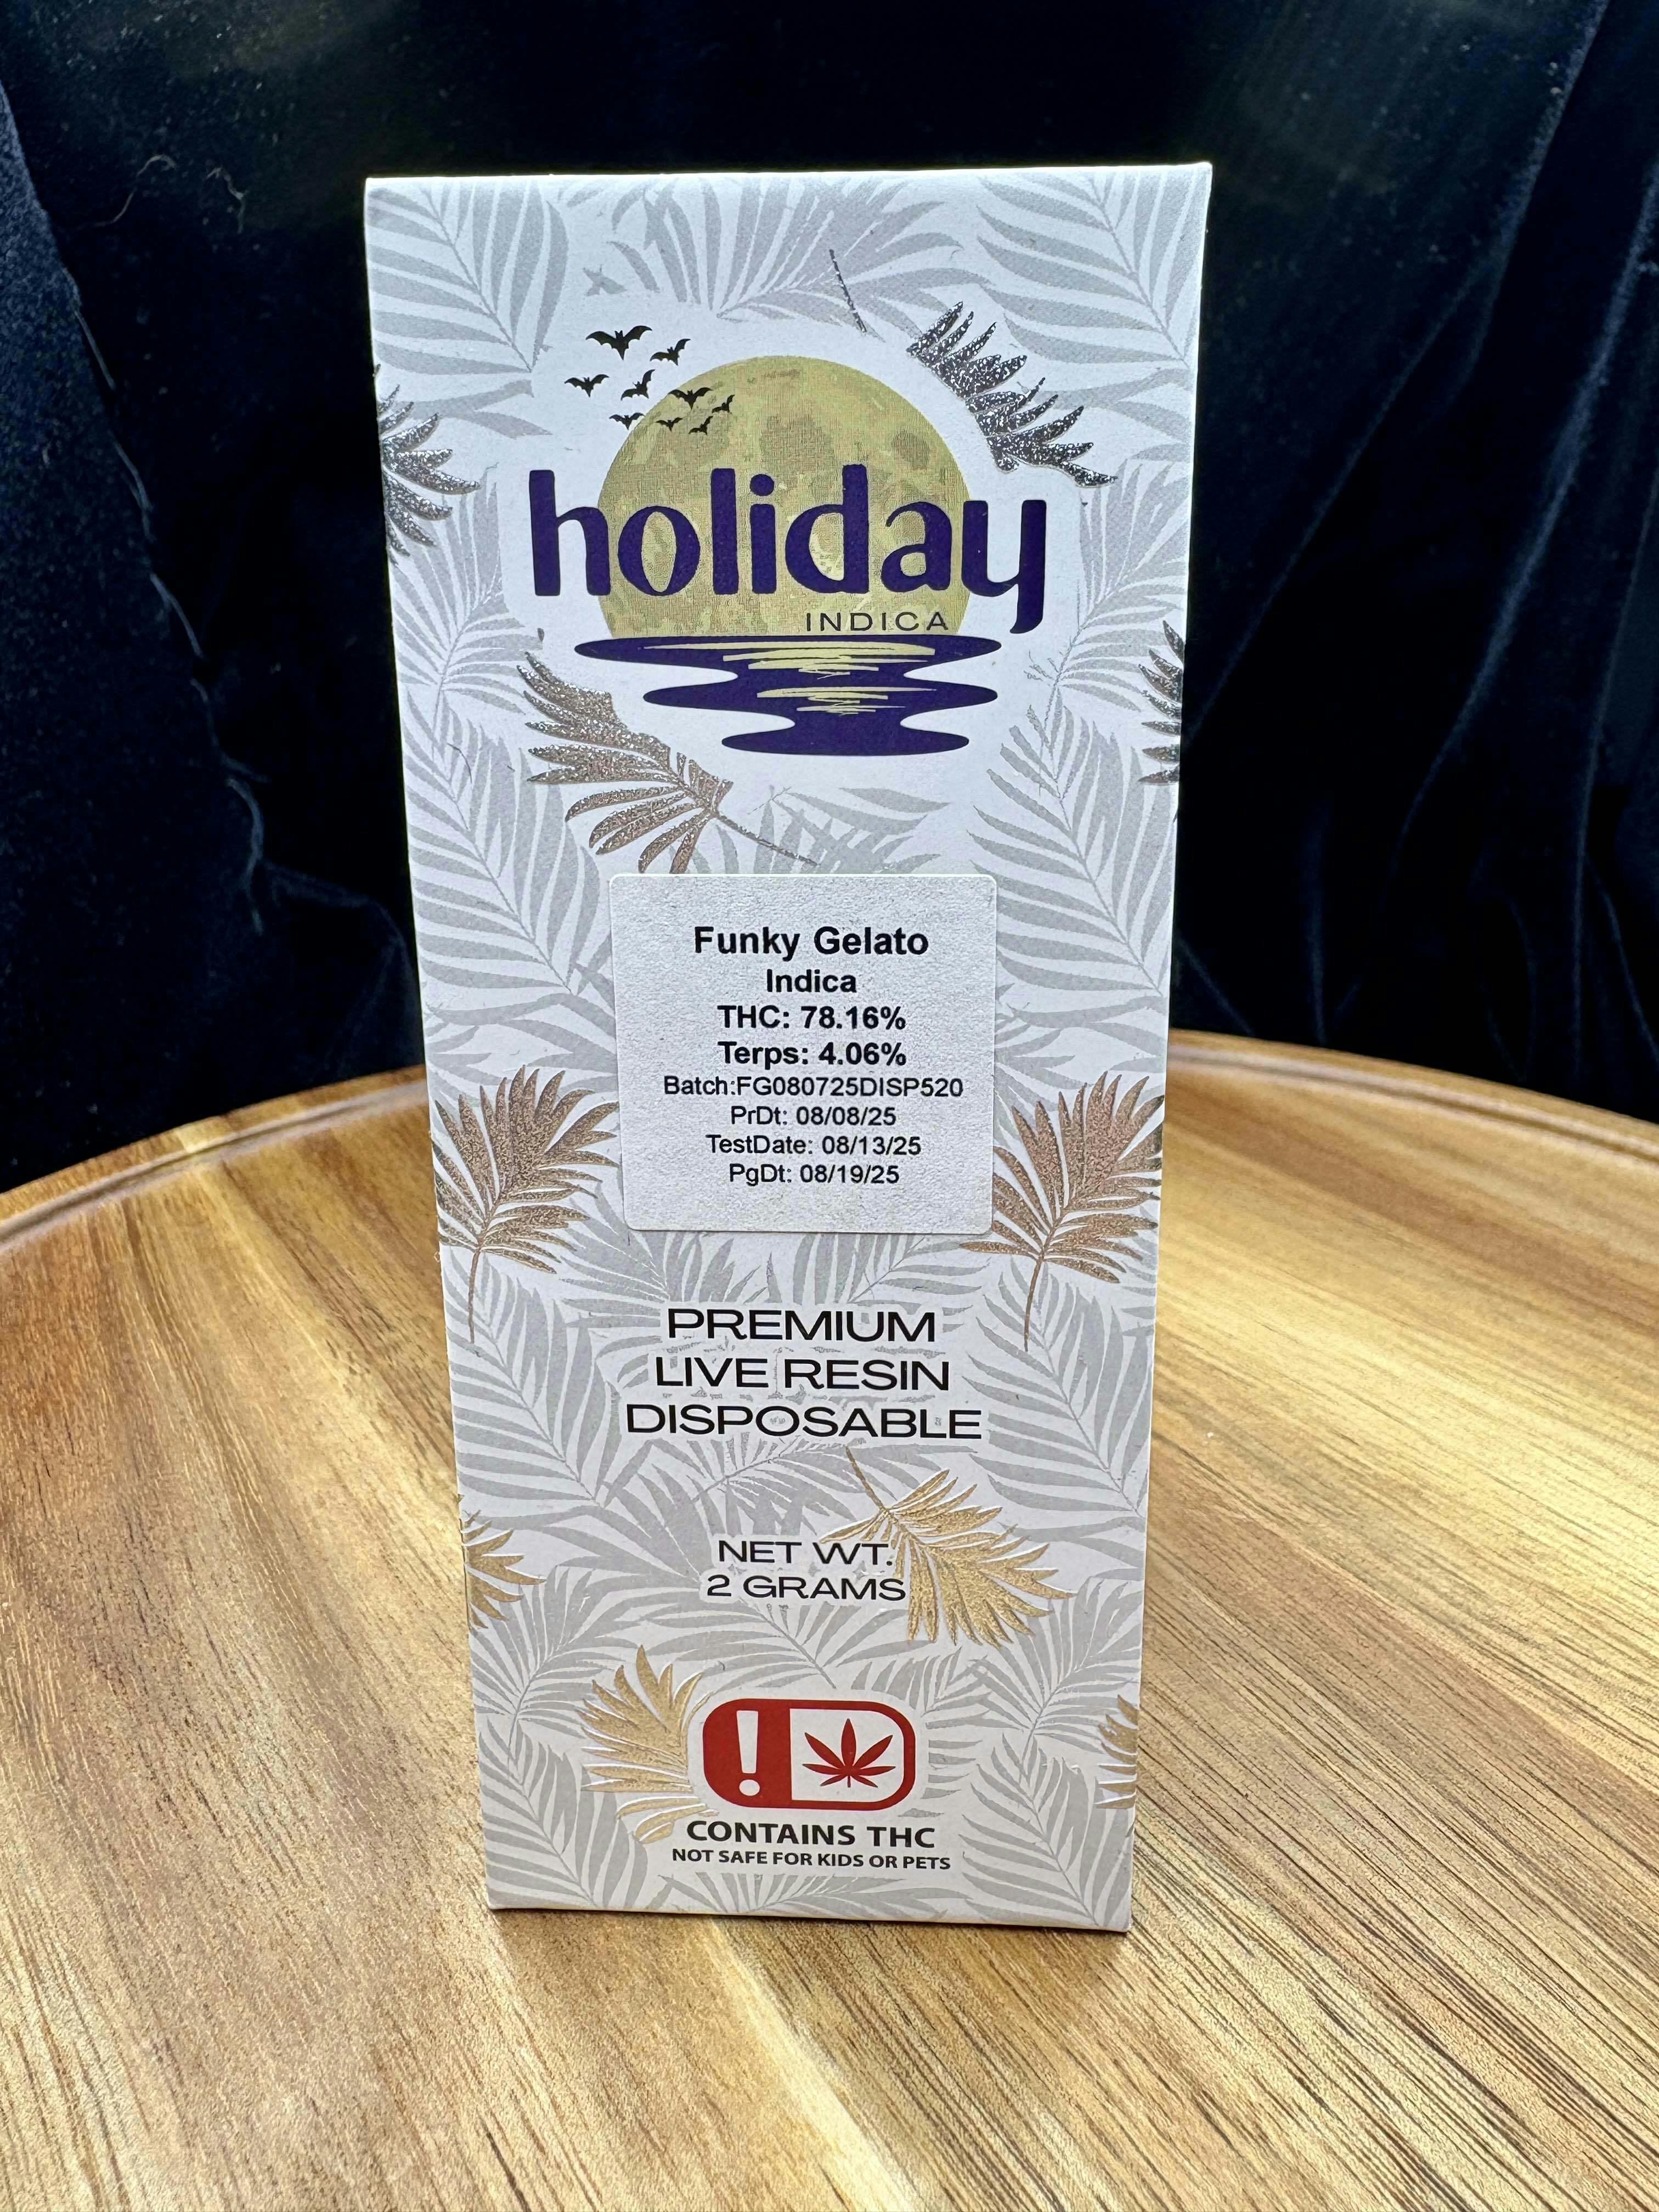 holiday
INDICA
Funky Gelato
Indica
THC: 78.16%
Terps: 4.06%
Batch:FG080725DISP520
PrDt: 08/08/25
TestDate: 08/13/25
PgDt: 08/19/25
PREMIUM
LIVE RESIN
DISPOSABLE
NET WT.
2 GRAMS
!
CONTAINS THC
NOT SAFE FOR KIDS OR PETS